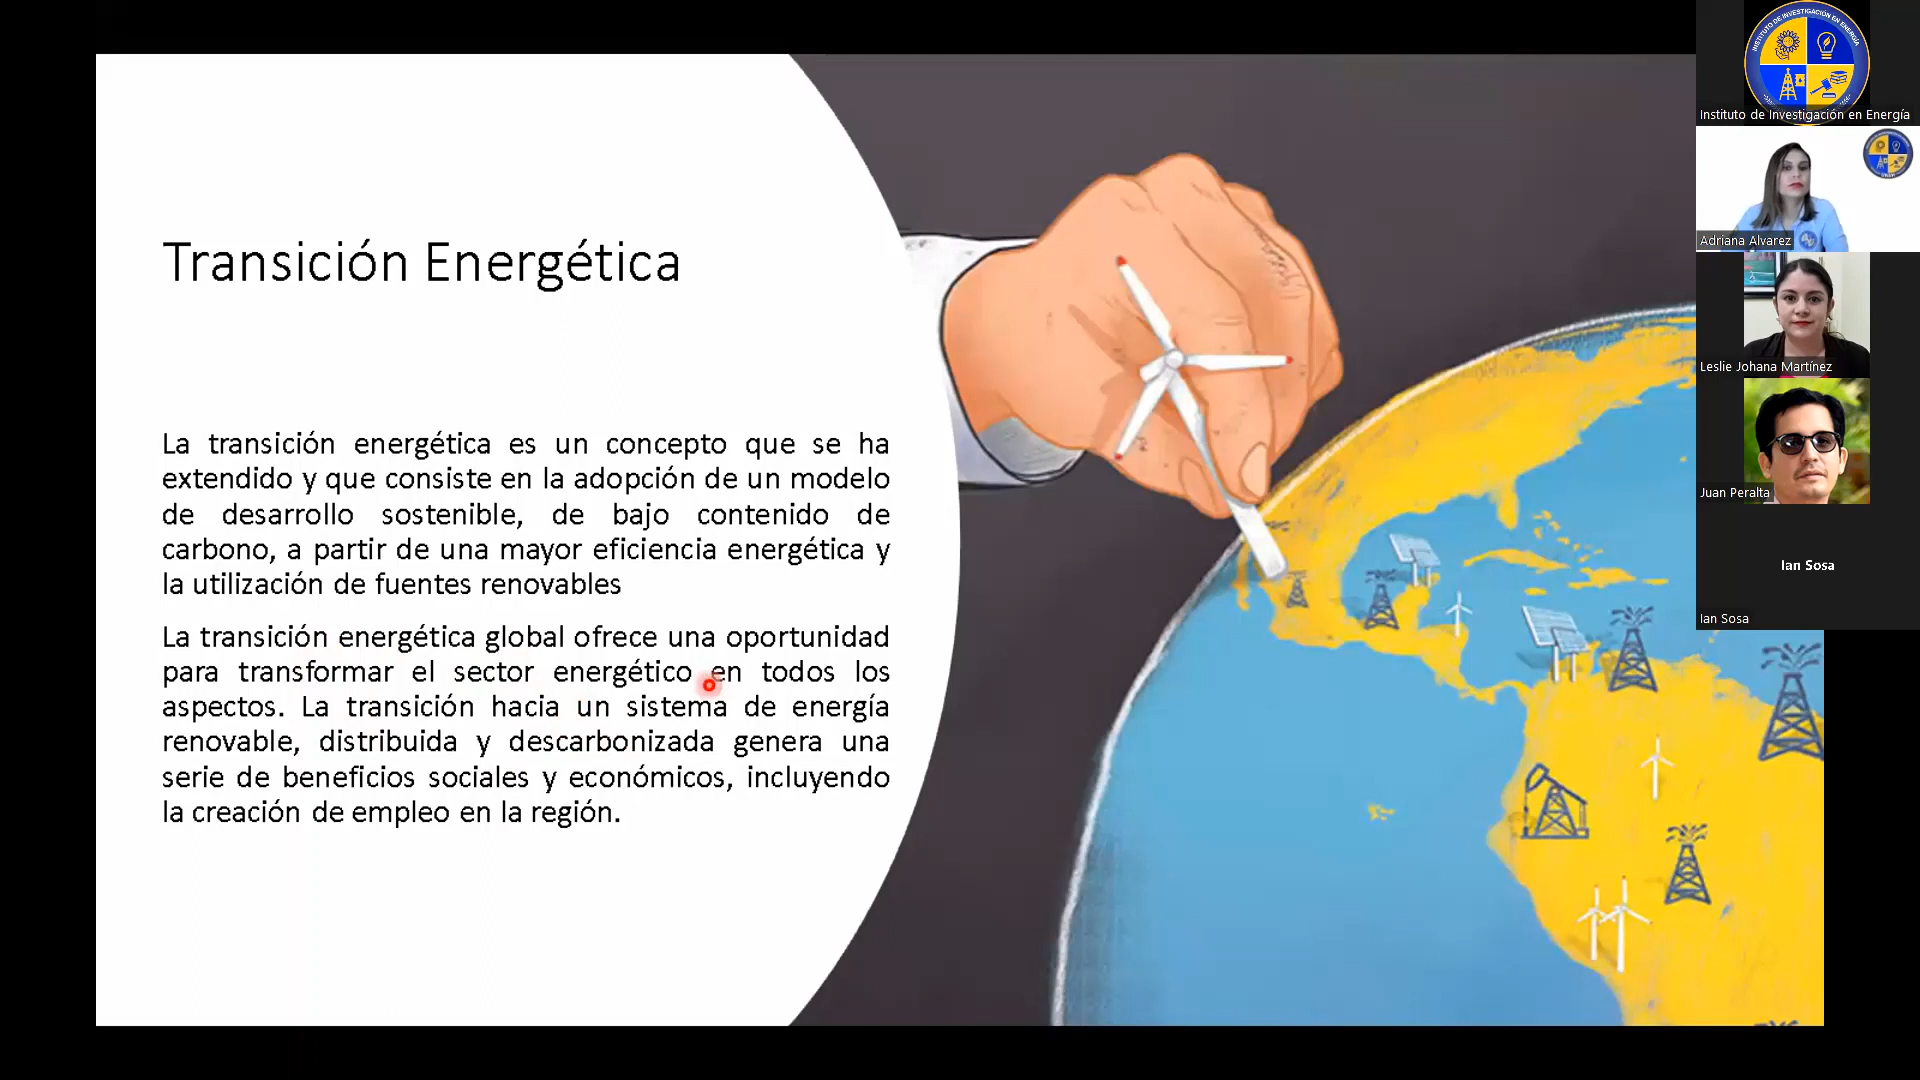 Transición Energética
La transición energética es un concepto que se ha
extendido y que consiste en la adopción de un modelo
de desarrollo sostenible, de bajo contenido de
carbono, a partir de una mayor eficiencia energética y
la utilización de fuentes renovables
La transición energética global ofrece una oportunidad
para transformar el sector energético en todos los
aspectos. La transición hacia un sistema de energía
renovable, distribuida y descarbonizada genera una
serie de beneficios sociales y económicos, incluyendo
la creación de empleo en la región.
INSTITUTO DE INVESTIGACIÓN EN ENERGÍA
Instituto de Investigación en Energía
Adriana Alvarez
Leslie Johana Martínez
Juan Peralta
Ian Sosa
Ian Sosa